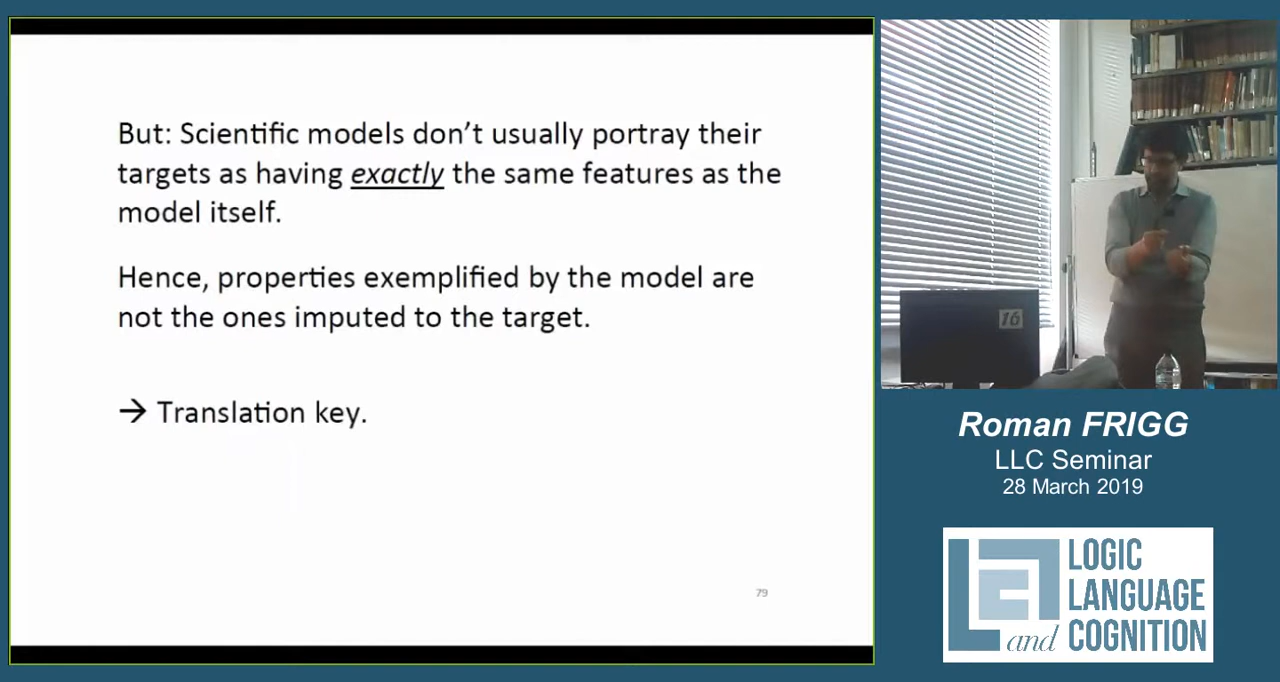 But: Scientific models don’t usually portray their
targets as having exactly the same features as the
model itself.
Hence, properties exemplified by the model are
not the ones imputed to the target.
→ Translation key.
79
16
Roman FRIGG
LLC Seminar
28 March 2019
LOGIC
LANGUAGE
and COGNITION